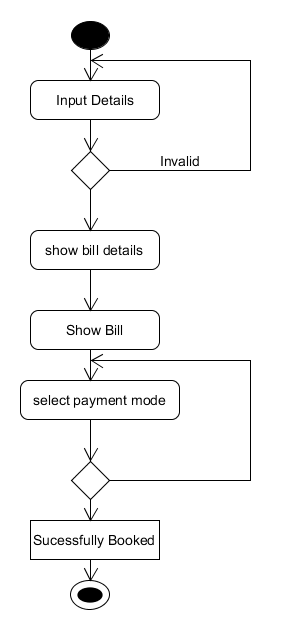 Input Details
Invalid
show bill details
Show Bill
select payment mode
Sucessfully Booked